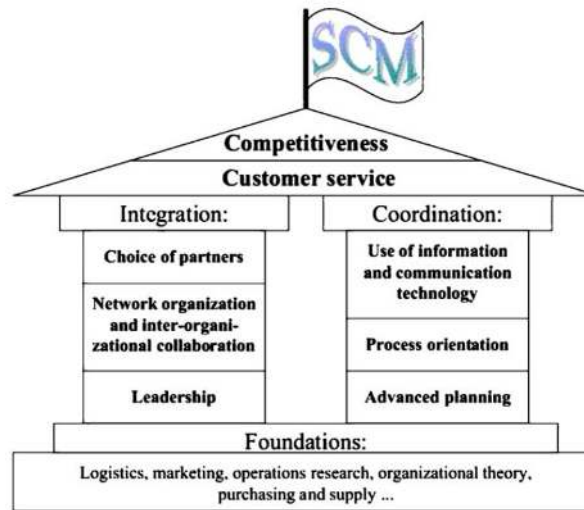 SCM
Competitiveness
Customer service
Integration:
Choice of partners
Network organization
and inter-organi-
zational collaboration
Leadership
Coordination:
Use of information
and communication
technology
Process orientation
Advanced planning
Foundations:
Logistics, marketing, operations research, organizational theory,
purchasing and supply ...